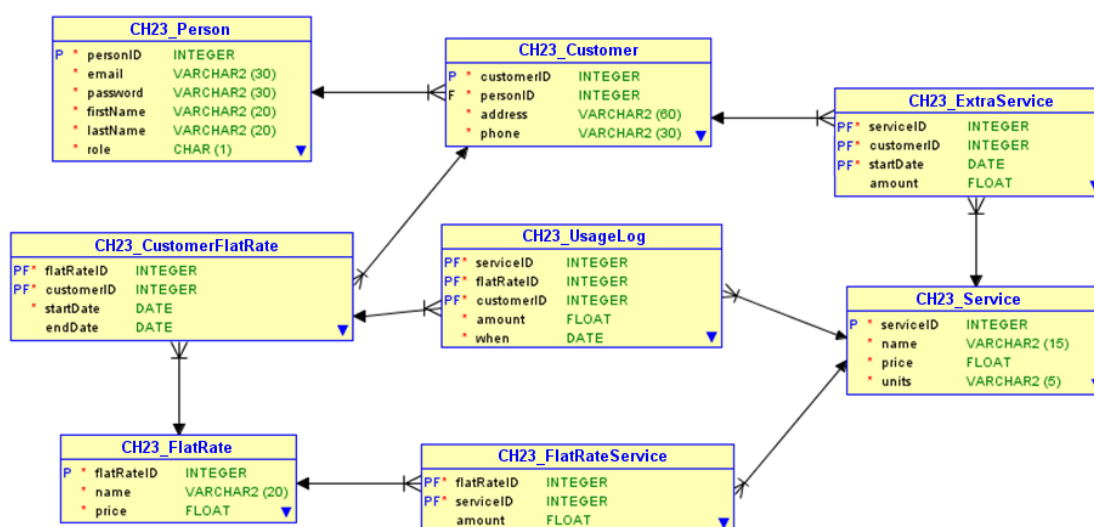 CH23_Person
P * personID INTEGER
* email VARCHAR2 (30)
* password VARCHAR2 (30)
* firstName VARCHAR2 (20)
* lastName VARCHAR2 (20)
* role CHAR (1)
CH23_Customer
P * customerID INTEGER
F * personID INTEGER
* address VARCHAR2 (60)
* phone VARCHAR2 (30)
CH23_ExtraService
PF* serviceID INTEGER
PF* customerID INTEGER
PF* startDate DATE
amount FLOAT
CH23_CustomerFlatRate
PF* flatRateID INTEGER
PF* customerID INTEGER
* startDate DATE
endDate DATE
CH23_UsageLog
PF* serviceID INTEGER
PF* flatRateID INTEGER
PF* customerID INTEGER
* amount FLOAT
* when DATE
CH23_Service
P * serviceID INTEGER
* name VARCHAR2 (15)
* price FLOAT
* units VARCHAR2 (5)
CH23_FlatRate
P * flatRateID INTEGER
* name VARCHAR2 (20)
* price FLOAT
CH23_FlatRateService
PF* flatRateID INTEGER
PF* serviceID INTEGER
amount FLOAT